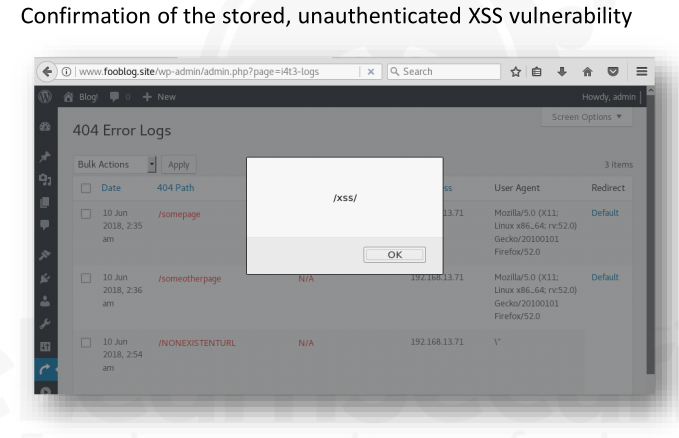 Confirmation of the stored, unauthenticated XSS vulnerability
www.fooblog.site/wp-admin/admin.php?page=i4t3-logs
Search
Blog! 0 + New
Howdy, admin
Screen Options ▼
404 Error Logs
Bulk Actions
Apply
3 items
Date 404 Path ess User Agent Redirect
10 Jun 2018, 2:35 am
/somepage
13.71
Mozilla/5.0 (X11;
Linux x86_64; rv:52.0)
Gecko/20100101
Firefox/52.0
Default
/xss/
OK
10 Jun 2018, 2:36 am
/someotherpage
N/A
192.168.13.71
Mozilla/5.0 (X11;
Linux x86_64; rv:52.0)
Gecko/20100101
Firefox/52.0
Default
10 Jun 2018, 2:54 am
/NONEXISTENTURL
N/A
192.168.13.71
\"